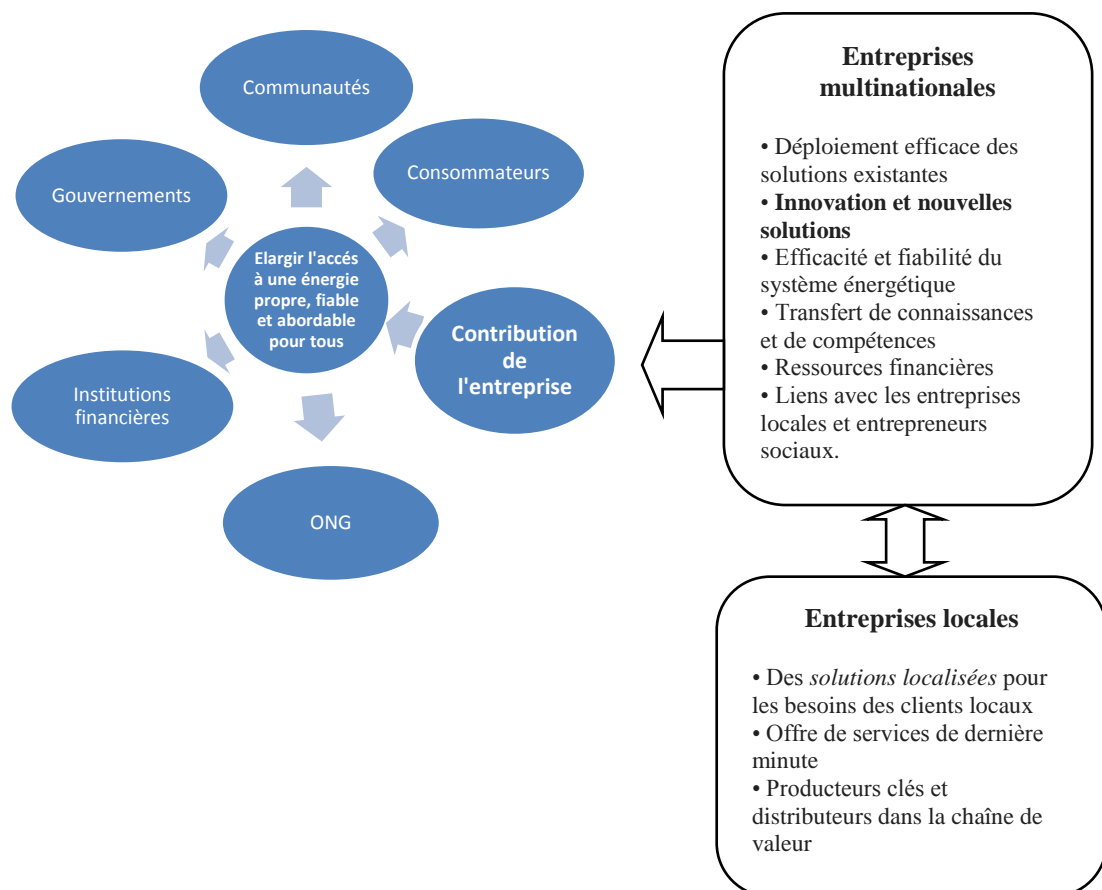 Communautés
Gouvernements
Consommateurs
Elargir l'accés
à une énergie
propre, fiable
et abordable
pour tous
Contribution
de
l'entreprise
Institutions
financières
ONG
Entreprises
multinationales
• Déploiement efficace des
solutions existantes
• Innovation et nouvelles
solutions
• Efficacité et fiabilité du
système énergétique
• Transfert de connaissances
et de compétences
• Ressources financières
• Liens avec les entreprises
locales et entrepreneurs
sociaux.
Entreprises locales
• Des solutions localisées pour
les besoins des clients locaux
• Offre de services de dernière
minute
• Producteurs clés et
distributeurs dans la chaîne de
valeur